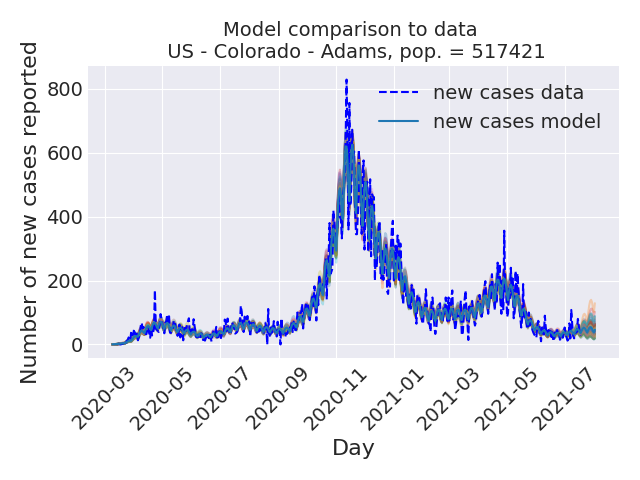 Model comparison to data
US - Colorado - Adams, pop. = 517421
Number of new cases reported
800
600
400
200
0
new cases data
new cases model
2020-03
2020-05
2020-07
2020-09
2020-11
2021-01
2021-03
2021-05
2021-07
Day